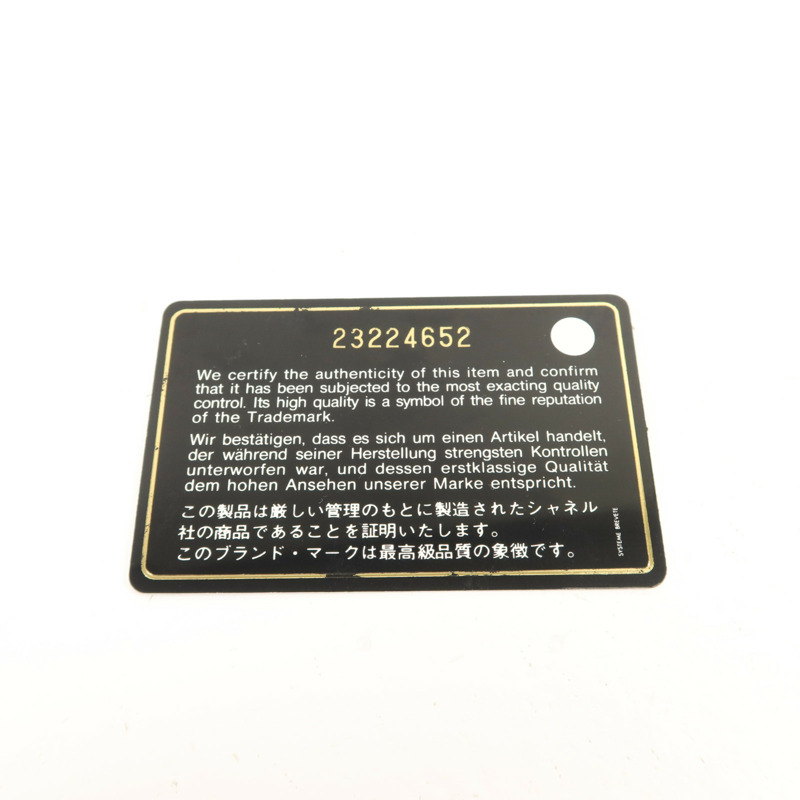 23224652
We certify the authenticity of this item and confirm
that it has been subjected to the most exacting quality
control. Its high quality is a symbol of the fine reputation
of the Trademark.
Wir bestätigen, dass es sich um einen Artikel handelt,
der während seiner Herstellung strengsten Kontrollen
unterworfen war, und dessen erstklassige Qualität
dem hohen Ansehen unserer Marke entspricht.
この製品は厳しい管理のもとに製造されたシャネル
社の商品であることを証明いたします。
このブランド・マークは最高級品質の象徴です。
SYSTEME BREVETE